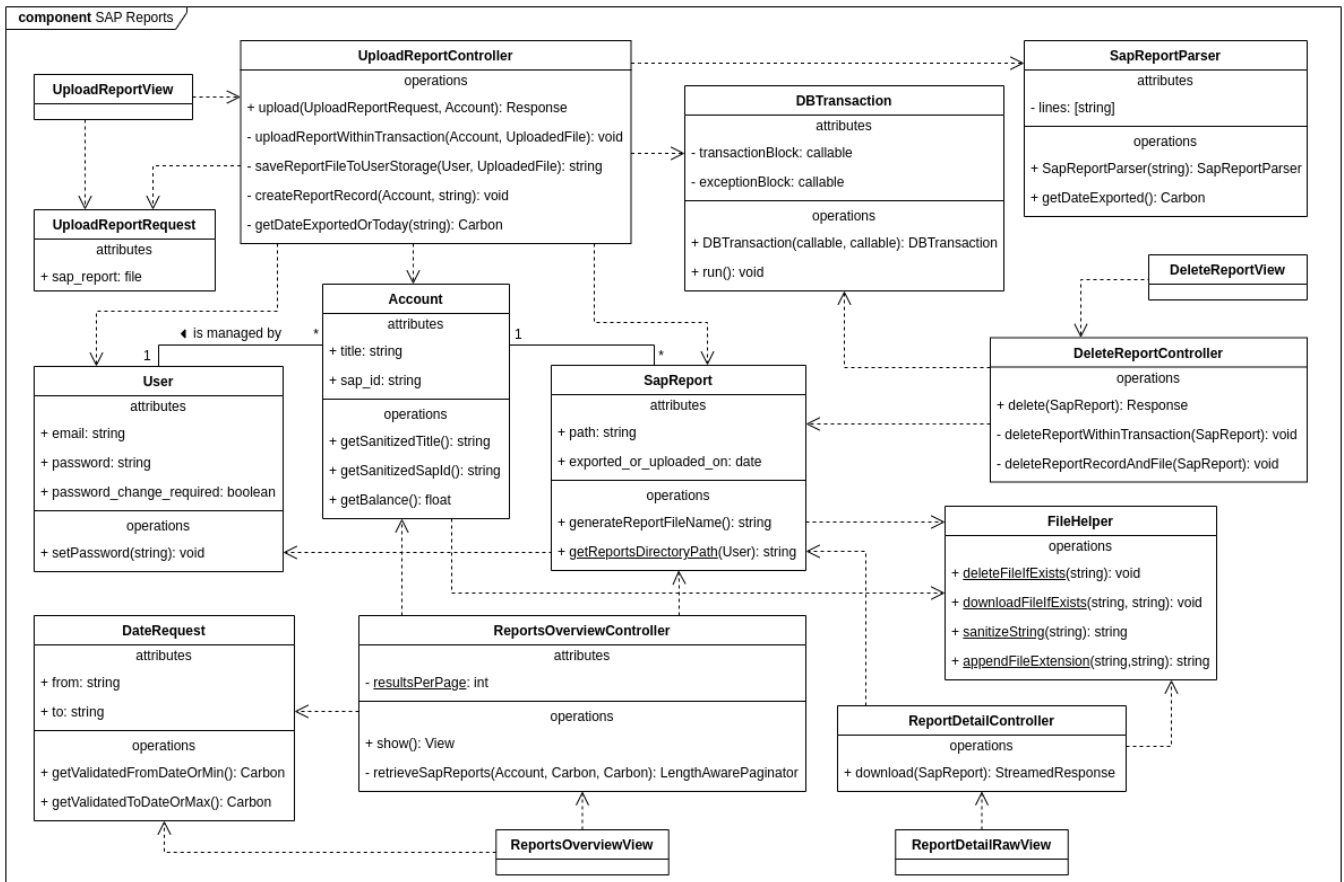 component SAP Reports
UploadReportView
UploadReportController
operations
+ upload(UploadReportRequest, Account): Response
- uploadReportWithinTransaction(Account, UploadedFile): void
- saveReportFileToUserStorage(User, UploadedFile): string
- createReportRecord(Account, string): void
- getDateExportedOrToday(string): Carbon
DBTransaction
attributes
- transactionBlock: callable
- exceptionBlock: callable
operations
+ DBTransaction(callable, callable): DBTransaction
+ run(): void
SapReportParser
attributes
- lines: [string]
operations
+ SapReportParser(string): SapReportParser
+ getDateExported(): Carbon
UploadReportRequest
attributes
+ sap_report: file
DeleteReportView
Account
attributes
+ title: string
+ sap_id: string
operations
+ getSanitizedTitle(): string
+ getSanitizedSapId(): string
+ getBalance(): float
is managed by
*
1
1
*
User
attributes
+ email: string
+ password: string
+ password_change_required: boolean
operations
+ setPassword(string): void
SapReport
attributes
+ path: string
+ exported_or_uploaded_on: date
operations
+ generateReportFileName(): string
+ getReportsDirectoryPath(User): string
DeleteReportController
operations
+ delete(SapReport): Response
- deleteReportWithinTransaction(SapReport): void
- deleteReportRecordAndFile(SapReport): void
FileHelper
operations
+ deleteFileIfExists(string): void
+ downloadFileIfExists(string, string): void
+ sanitizeString(string): string
+ appendFileExtension(string,string): string
DateRequest
attributes
+ from: string
+ to: string
operations
+ getValidatedFromDateOrMin(): Carbon
+ getValidatedToDateOrMax(): Carbon
ReportsOverviewController
attributes
- resultsPerPage: int
operations
+ show(): View
- retrieveSapReports(Account, Carbon, Carbon): LengthAwarePaginator
ReportDetailController
operations
+ download(SapReport): StreamedResponse
ReportsOverviewView
ReportDetailRawView